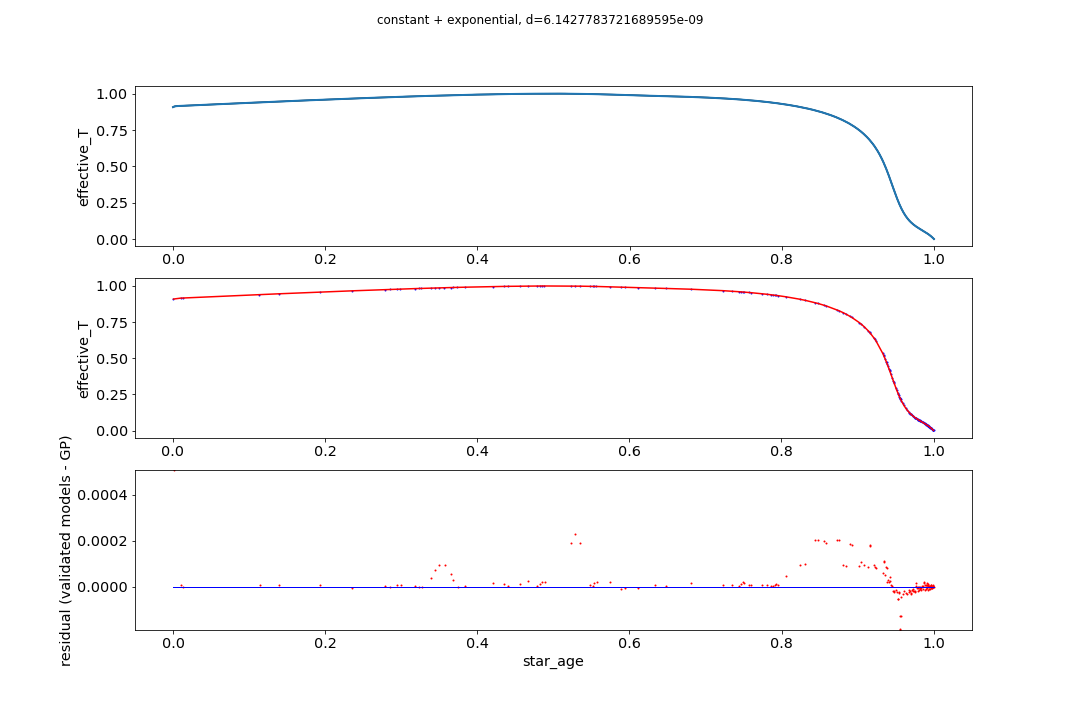 constant + exponential, d=6.1427783721689595e-09
1.00
0.75
0.50
0.25
0.00
effective_T
0.0 0.2 0.4 0.6 0.8 1.0
1.00
0.75
0.50
0.25
0.00
effective_T
0.0 0.2 0.4 0.6 0.8 1.0
0.0004
0.0002
0.0000
residual (validated models - GP)
0.0 0.2 0.4 0.6 0.8 1.0
star_age